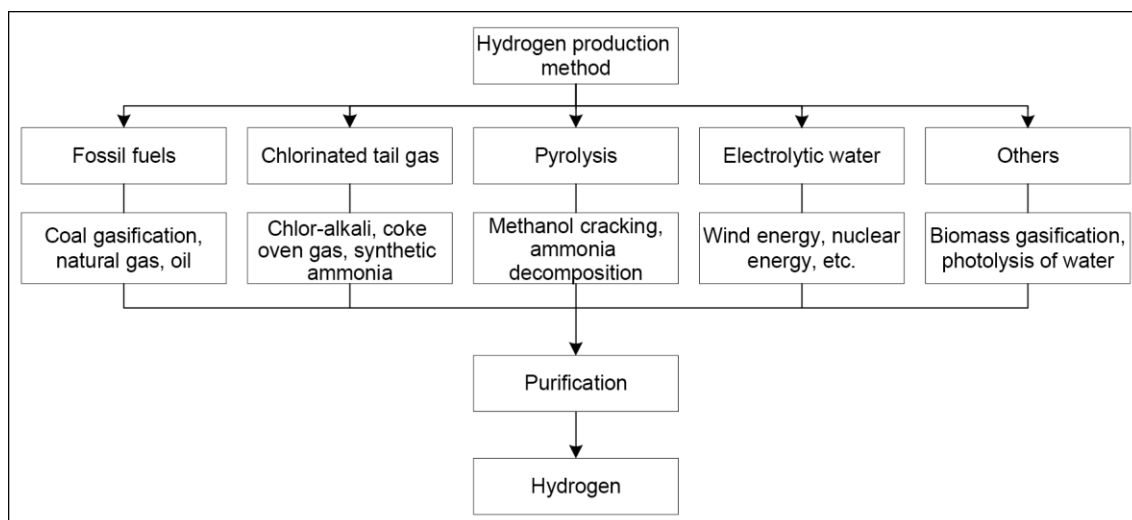 Hydrogen production
method
Fossil fuels
Chlorinated tail gas
Pyrolysis
Electrolytic water
Others
Coal gasification,
natural gas, oil
Chlor-alkali, coke
oven gas, synthetic
ammonia
Methanol cracking,
ammonia
decomposition
Wind energy, nuclear
energy, etc.
Biomass gasification,
photolysis of water
Purification
Hydrogen